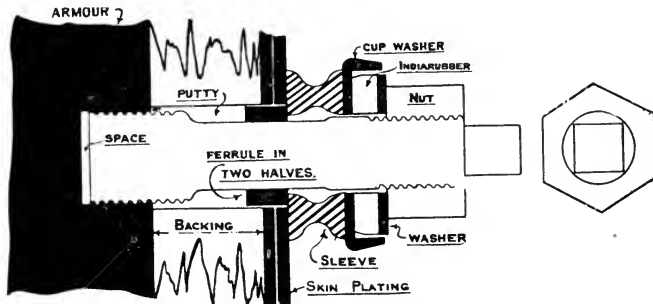 ARMOUR
CUP WASHER
INDIARUBBER
PUTTY
NUT
SPACE
FERRULE IN
TWO HALVES.
BACKING
WASHER
SLEEVE
SKIN PLATING